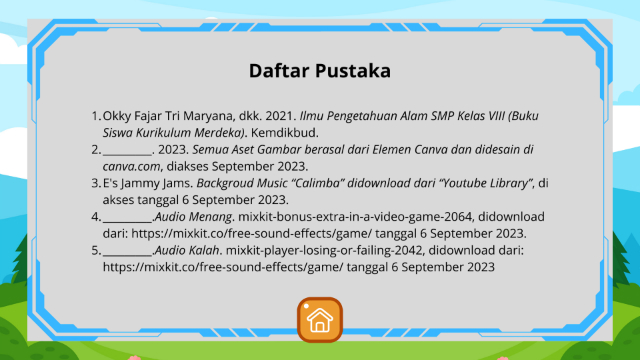 Daftar Pustaka
1. Okky Fajar Tri Maryana, dkk. 2021. Ilmu Pengetahuan Alam SMP Kelas VIII (Buku
Siswa Kurikulum Merdeka). Kemdikbud.
2. _________. 2023. Semua Aset Gambar berasal dari Elemen Canva dan didesain di
canva.com, diakses September 2023.
3. E's Jammy Jams. Backgroud Music “Calimba” didownload dari “Youtube Library”, di
akses tanggal 6 September 2023.
4. _________.Audio Menang. mixkit-bonus-extra-in-a-video-game-2064, didownload
dari: https://mixkit.co/free-sound-effects/game/ tanggal 6 September 2023.
5. _________.Audio Kalah. mixkit-player-losing-or-failing-2042, didownload dari:
https://mixkit.co/free-sound-effects/game/ tanggal 6 September 2023